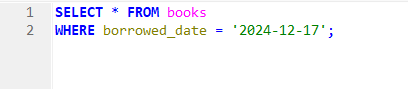 1 SELECT * FROM books
2 WHERE borrowed_date = '2024-12-17';